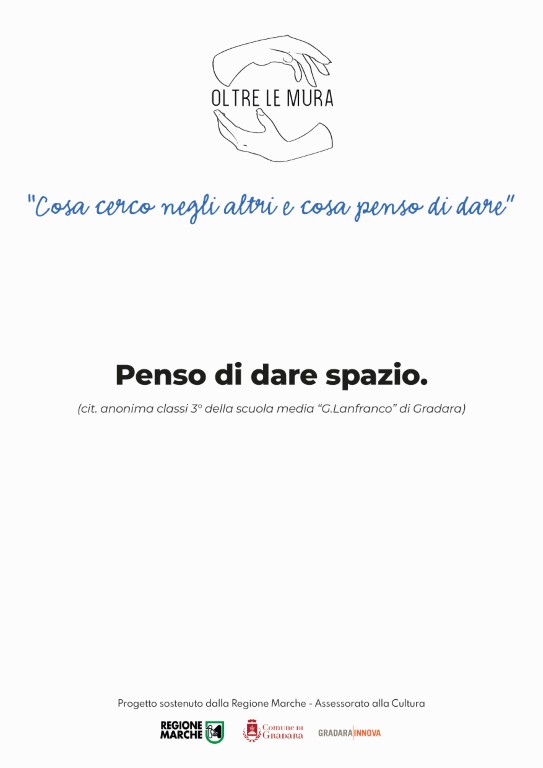 OLTRE LE MURA
"Cosa cerco negli altri e cosa penso di dare"
Penso di dare spazio.
(cit. anonima classi 3° della scuola media “G.Lanfranco” di Gradara)
Progetto sostenuto dalla Regione Marche - Assessorato alla Cultura
REGIONE
MARCHE
Comune di
Gradara
GRADARA|INNOVA